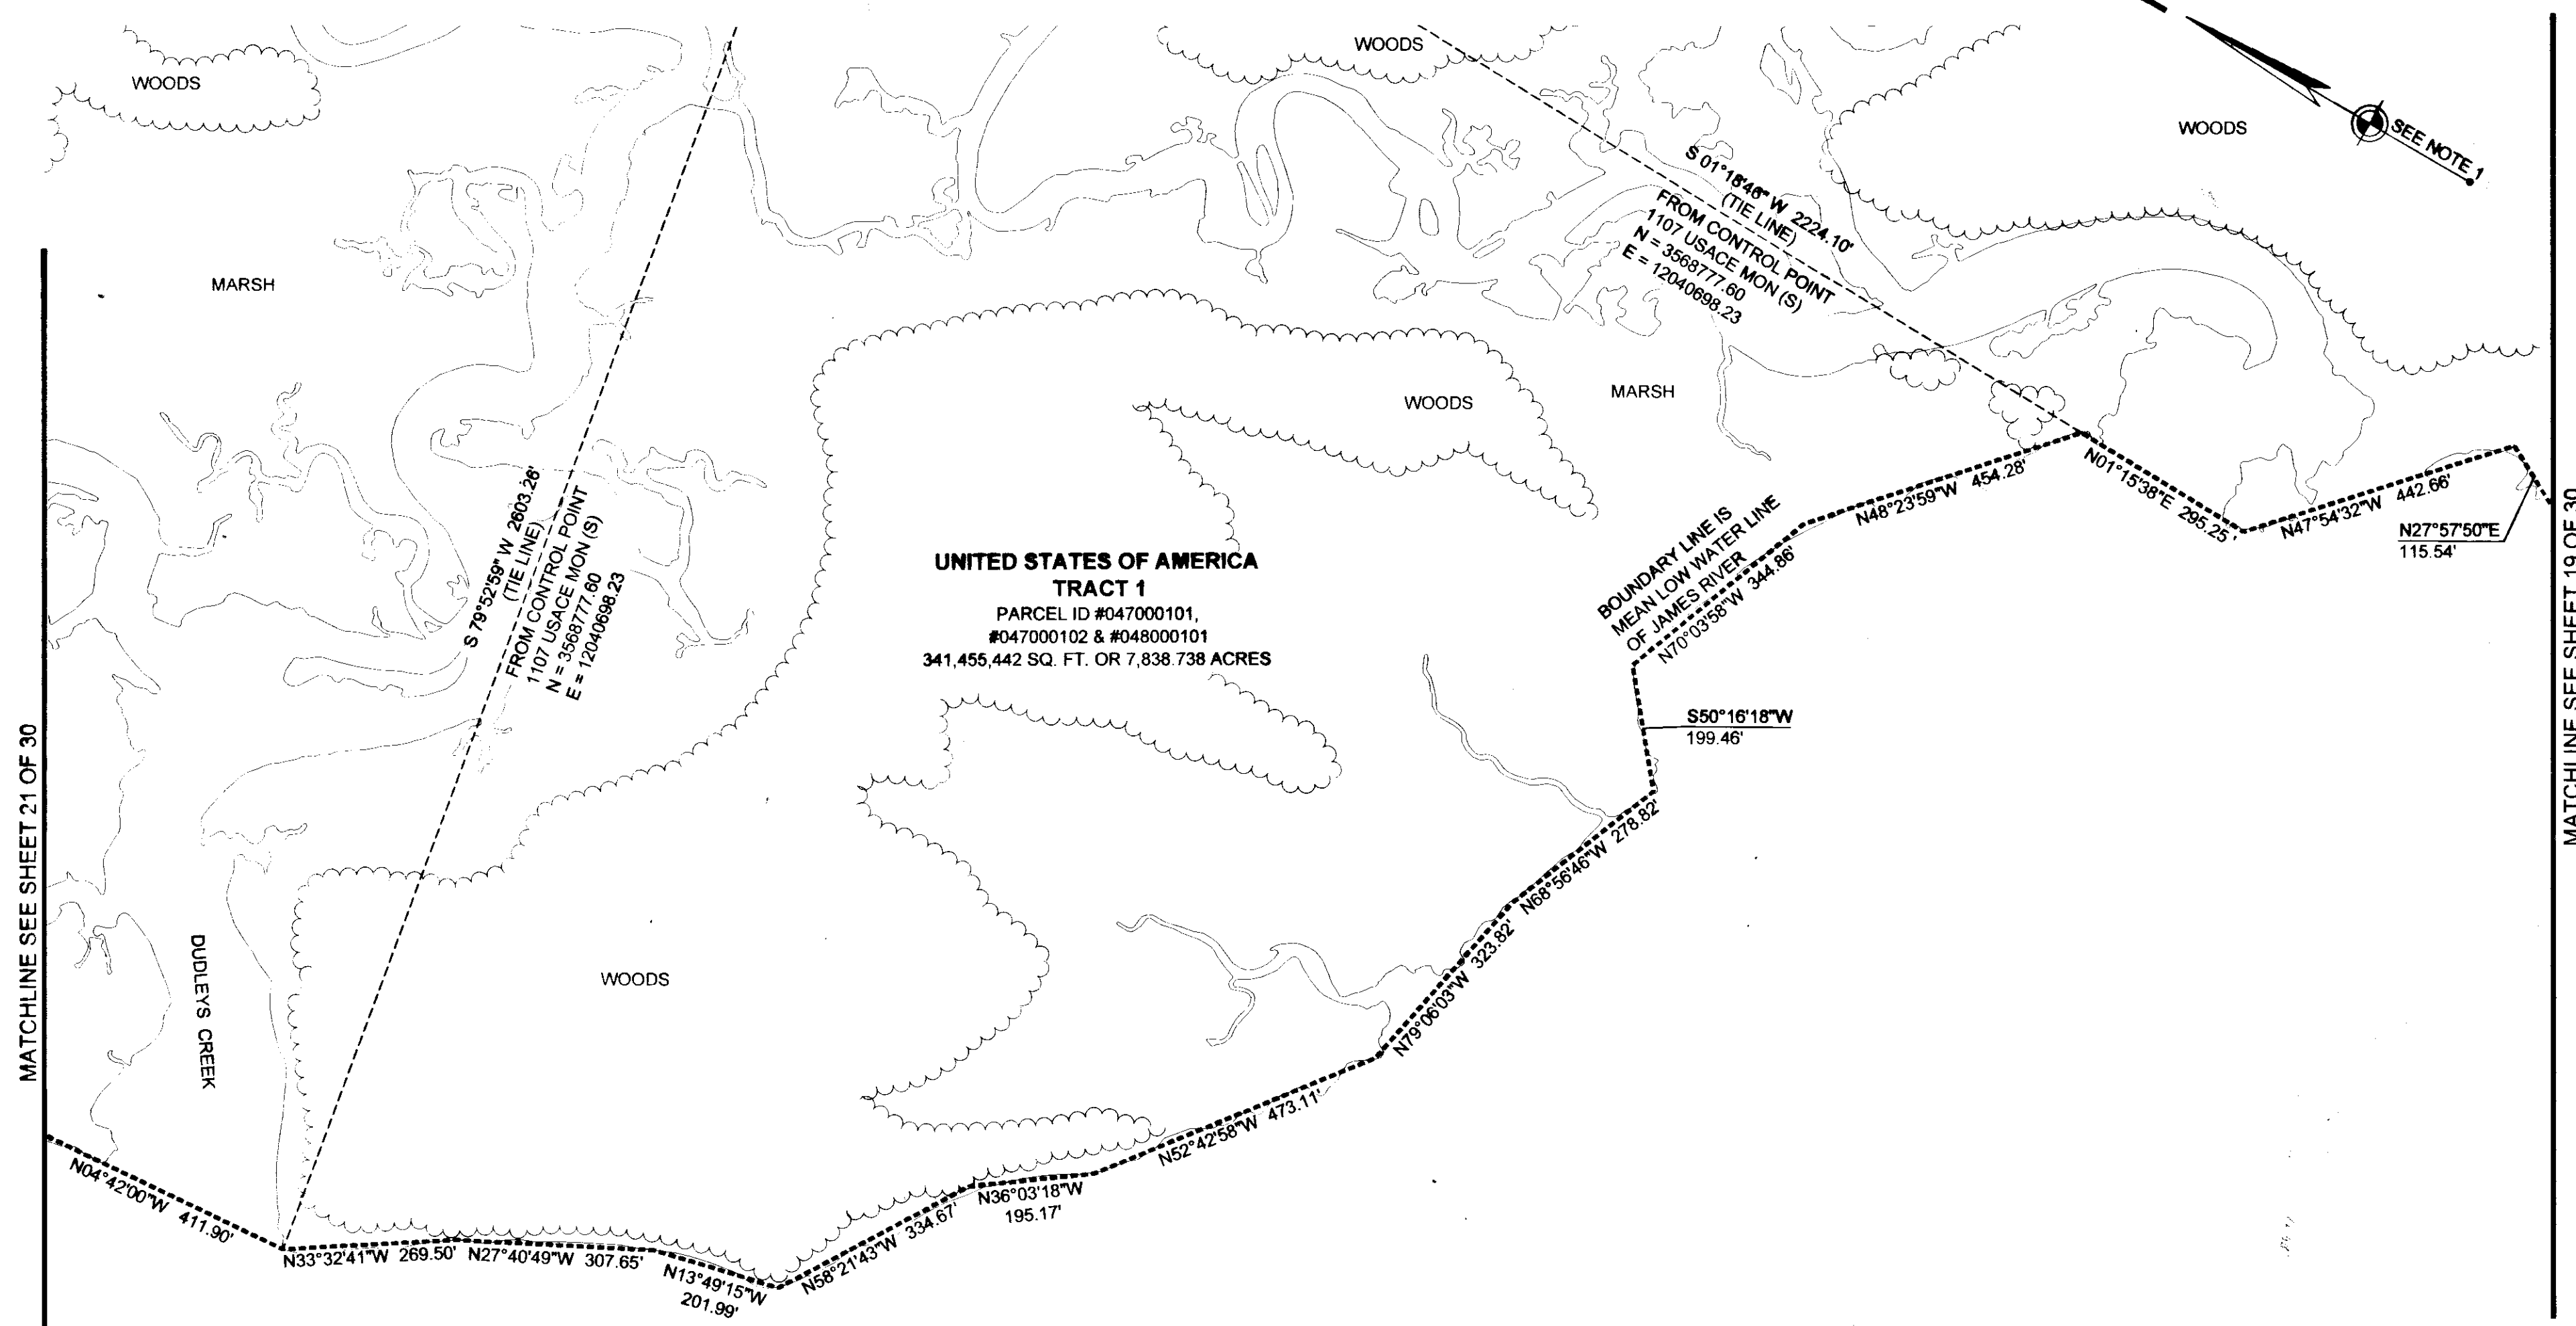 WOODS
WOODS
WOODS
SEE NOTE 1
MARSH
S 01°18'46" W 2224.10'
(TIE LINE)
FROM CONTROL POINT
1107 USACE MON (S)
N = 3568777.60
E = 12040698.23
WOODS
MARSH
S 79°52'59" W 2603.26'
(TIE LINE)
FROM CONTROL POINT
1107 USACE MON (S)
N = 3568777.60
E = 12040698.23
UNITED STATES OF AMERICA
TRACT 1
PARCEL ID #047000101,
#047000102 & #048000101
341,455,442 SQ. FT. OR 7,838.738 ACRES
BOUNDARY LINE IS
MEAN LOW WATER LINE
OF JAMES RIVER
N70°03'58"W 344.86'
N48°23'59"W 454.28'
N01°15'38"E 295.25'
N47°54'32"W 442.66'
N27°57'50"E
115.54'
S50°16'18"W
199.46'
N68°56'46"W 278.82'
N79°06'03"W 323.82'
N52°42'58"W 473.11'
N36°03'18"W
195.17'
N58°21'43"W 334.67'
N13°49'15"W
201.99'
N27°40'49"W 307.65'
N33°32'41"W 269.50'
N04°42'00"W 411.90'
WOODS
DUDLEYS CREEK
MATCHLINE SEE SHEET 21 OF 30
MATCHLINE SEE SHEET 19 OF 30